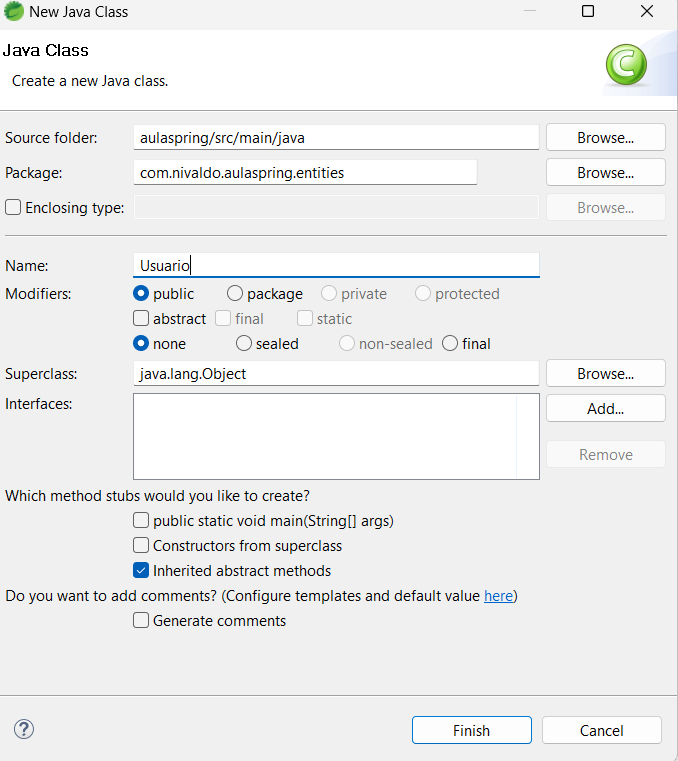 New Java Class
Java Class
Create a new Java class.
Source folder: aulaspring/src/main/java Browse...
Package: com.nivaldo.aulaspring.entities Browse...
Enclosing type: Browse...
Name: Usuario
Modifiers: public package private protected
abstract final static
none sealed non-sealed final
Superclass: java.lang.Object Browse...
Interfaces: Add...
Remove
Which method stubs would you like to create?
public static void main(String[] args)
Constructors from superclass
Inherited abstract methods
Do you want to add comments? (Configure templates and default value here)
Generate comments
? Finish Cancel